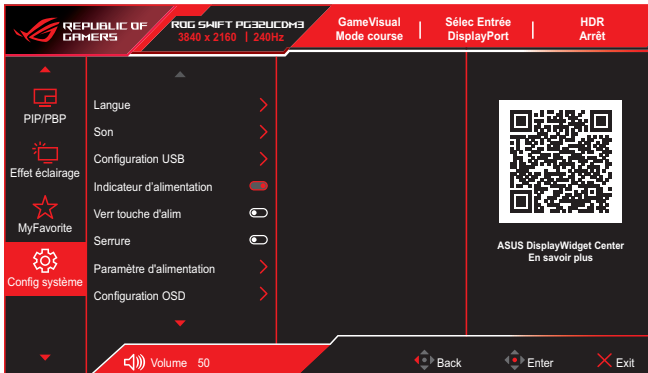 REPUBLIC OF
GAMERS
ROG SWIFT PG32UCDM3
3840 x 2160 | 240Hz
GameVisual
Mode course
Sélec Entrée
DisplayPort
HDR
Arrêt
PIP/PBP
Effet éclairage
MyFavorite
Config système
Langue
Son
Configuration USB
Indicateur d'alimentation
Verr touche d'alim
Serrure
Paramètre d'alimentation
Configuration OSD
ASUS DisplayWidget Center
En savoir plus
Volume 50
Back
Enter
Exit